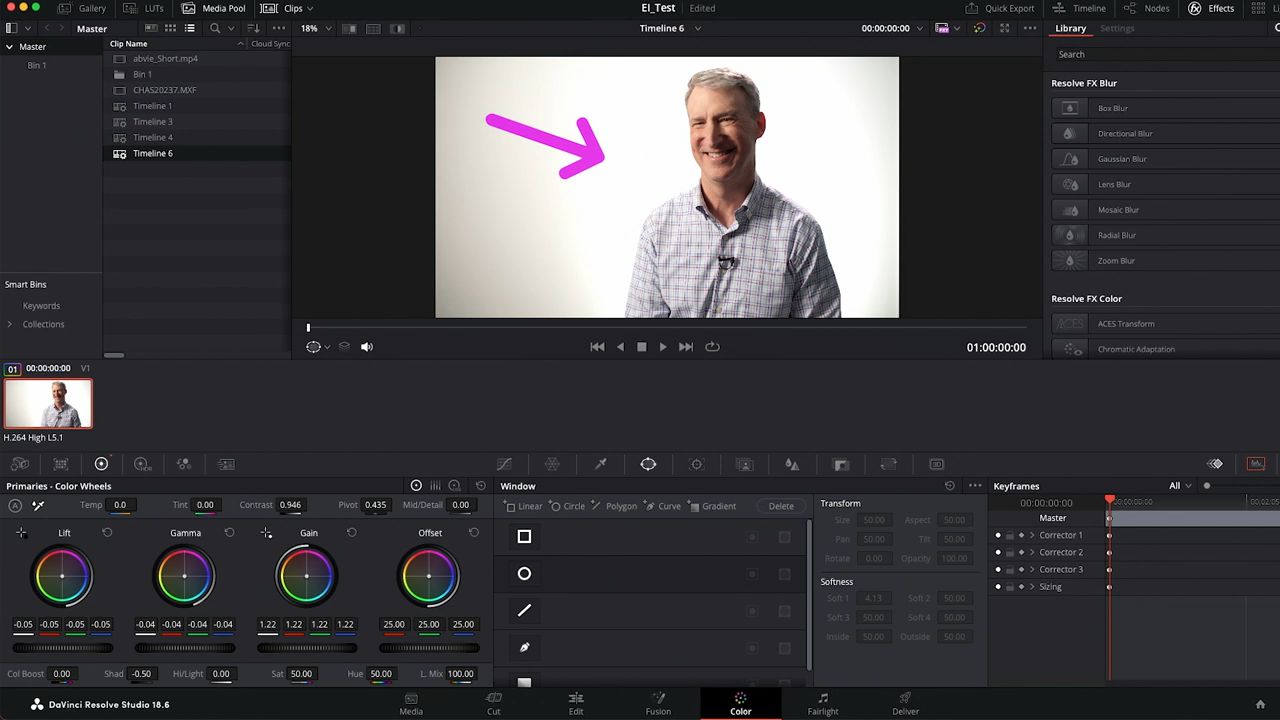 Gallery LUTs Media Pool Clips EI_Test Edited Quick Export Timeline Nodes Effects
Master 18% Timeline 6 00:00:00:00 Library Settings
Master
Bin 1
Clip Name Cloud Sync
abvie_Short.mp4
Bin 1
CHAS20237.MXF
Timeline 1
Timeline 3
Timeline 4
Timeline 6
Smart Bins
Keywords
Collections
01:00:00:00
Search
Resolve FX Blur
Box Blur
Directional Blur
Gaussian Blur
Lens Blur
Mosaic Blur
Radial Blur
Zoom Blur
Resolve FX Color
ACES ACES Transform
Chromatic Adaptation
01 00:00:00:00 V1
H.264 High L5.1
HDR 3D
Primaries - Color Wheels
A Temp 0.0 Tint 0.00 Contrast 0.946 Pivot 0.435 Mid/Detail 0.00
Lift Gamma Gain Offset
-0.05 -0.05 -0.05 -0.05 -0.04 -0.04 -0.04 -0.04 1.22 1.22 1.22 1.22 25.00 25.00 25.00
Col Boost 0.00 Shad -0.50 Hi/Light 0.00 Sat 50.00 Hue 50.00 L. Mix 100.00
Window
Linear Circle Polygon Curve Gradient Delete
Transform
Size 50.00 Aspect 50.00
Pan 50.00 Tilt 50.00
Rotate 0.00 Opacity 100.00
Softness
Soft 1 4.13 Soft 2 50.00
Soft 3 50.00 Soft 4 50.00
Inside 50.00 Outside 50.00
Keyframes All
00:00:00:00 00:00:00:00
Master
Corrector 1
Corrector 2
Corrector 3
Sizing
DaVinci Resolve Studio 18.6
Media Cut Edit Fusion Color Fairlight Deliver